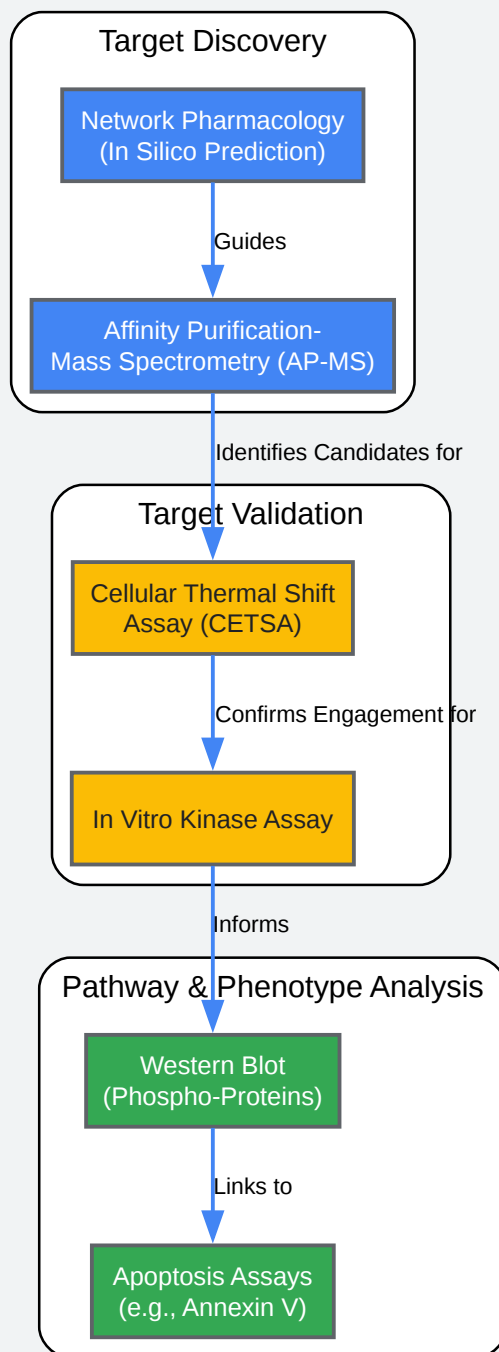 Target Discovery
Network Pharmacology
(In Silico Prediction)
Guides
Affinity Purification-
Mass Spectrometry (AP-MS)
Identifies Candidates for
Target Validation
Cellular Thermal Shift
Assay (CETSA)
Confirms Engagement for
In Vitro Kinase Assay
Informs
Pathway & Phenotype Analysis
Western Blot
(Phospho-Proteins)
Links to
Apoptosis Assays
(e.g., Annexin V)